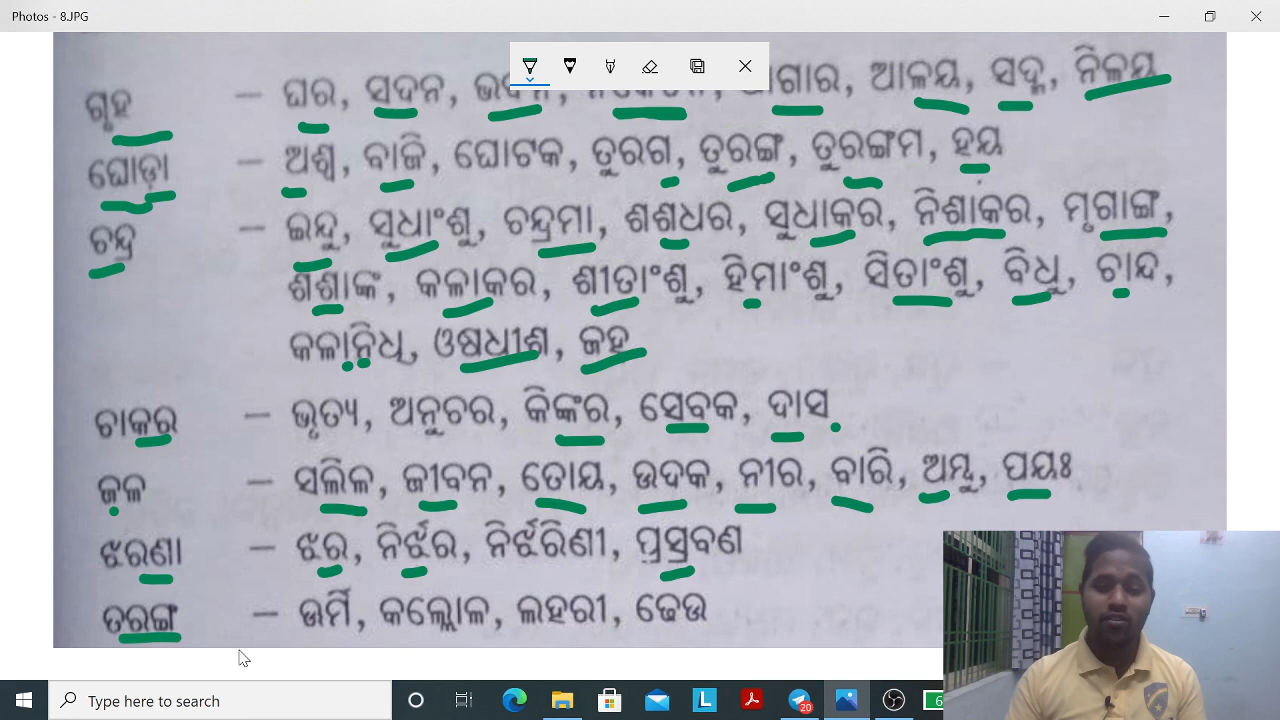 Photos - 8.JPG
ଗୃହ – ଘର, ସଦନ, ଆଳୟ, ସଦ୍ମ, ନିଳୟ
ଘୋଡ଼ା – ଅଶ୍ୱ, ବାଜି, ଘୋଟକ, ତୁରଗ, ତୁରଙ୍ଗ, ତୁରଙ୍ଗମ, ହୟ
ଚନ୍ଦ୍ର – ଇନ୍ଦୁ, ସୁଧାଂଶୁ, ଚନ୍ଦ୍ରମା, ଶଶଧର, ସୁଧାକର, ନିଶାକର, ମୃଗାଙ୍କ,
ଶଶାଙ୍କ, କଳାକର, ଶୀତାଂଶୁ, ହିମାଂଶୁ, ସିତାଂଶୁ, ବିଧୁ, ଚାନ୍ଦ,
କଳାନିଧି, ଓଷଧୀଶ, ଜହ
ଚାକର – ଭୃତ୍ୟ, ଅନୁଚର, କିଙ୍କର, ସେବକ, ଦାସ
ଜଳ – ସଲିଳ, ଜୀବନ, ତୋୟ, ଉଦକ, ନୀର, ବାରି, ଅମ୍ବୁ, ପୟଃ
ଝରଣା – ଝର, ନିର୍ଝର, ନିର୍ଝରିଣୀ, ପ୍ରସ୍ରବଣ
ତରଙ୍ଗ – ଊର୍ମି, କଲ୍ଲୋଳ, ଲହରୀ, ଢେଉ
Type here to search
20